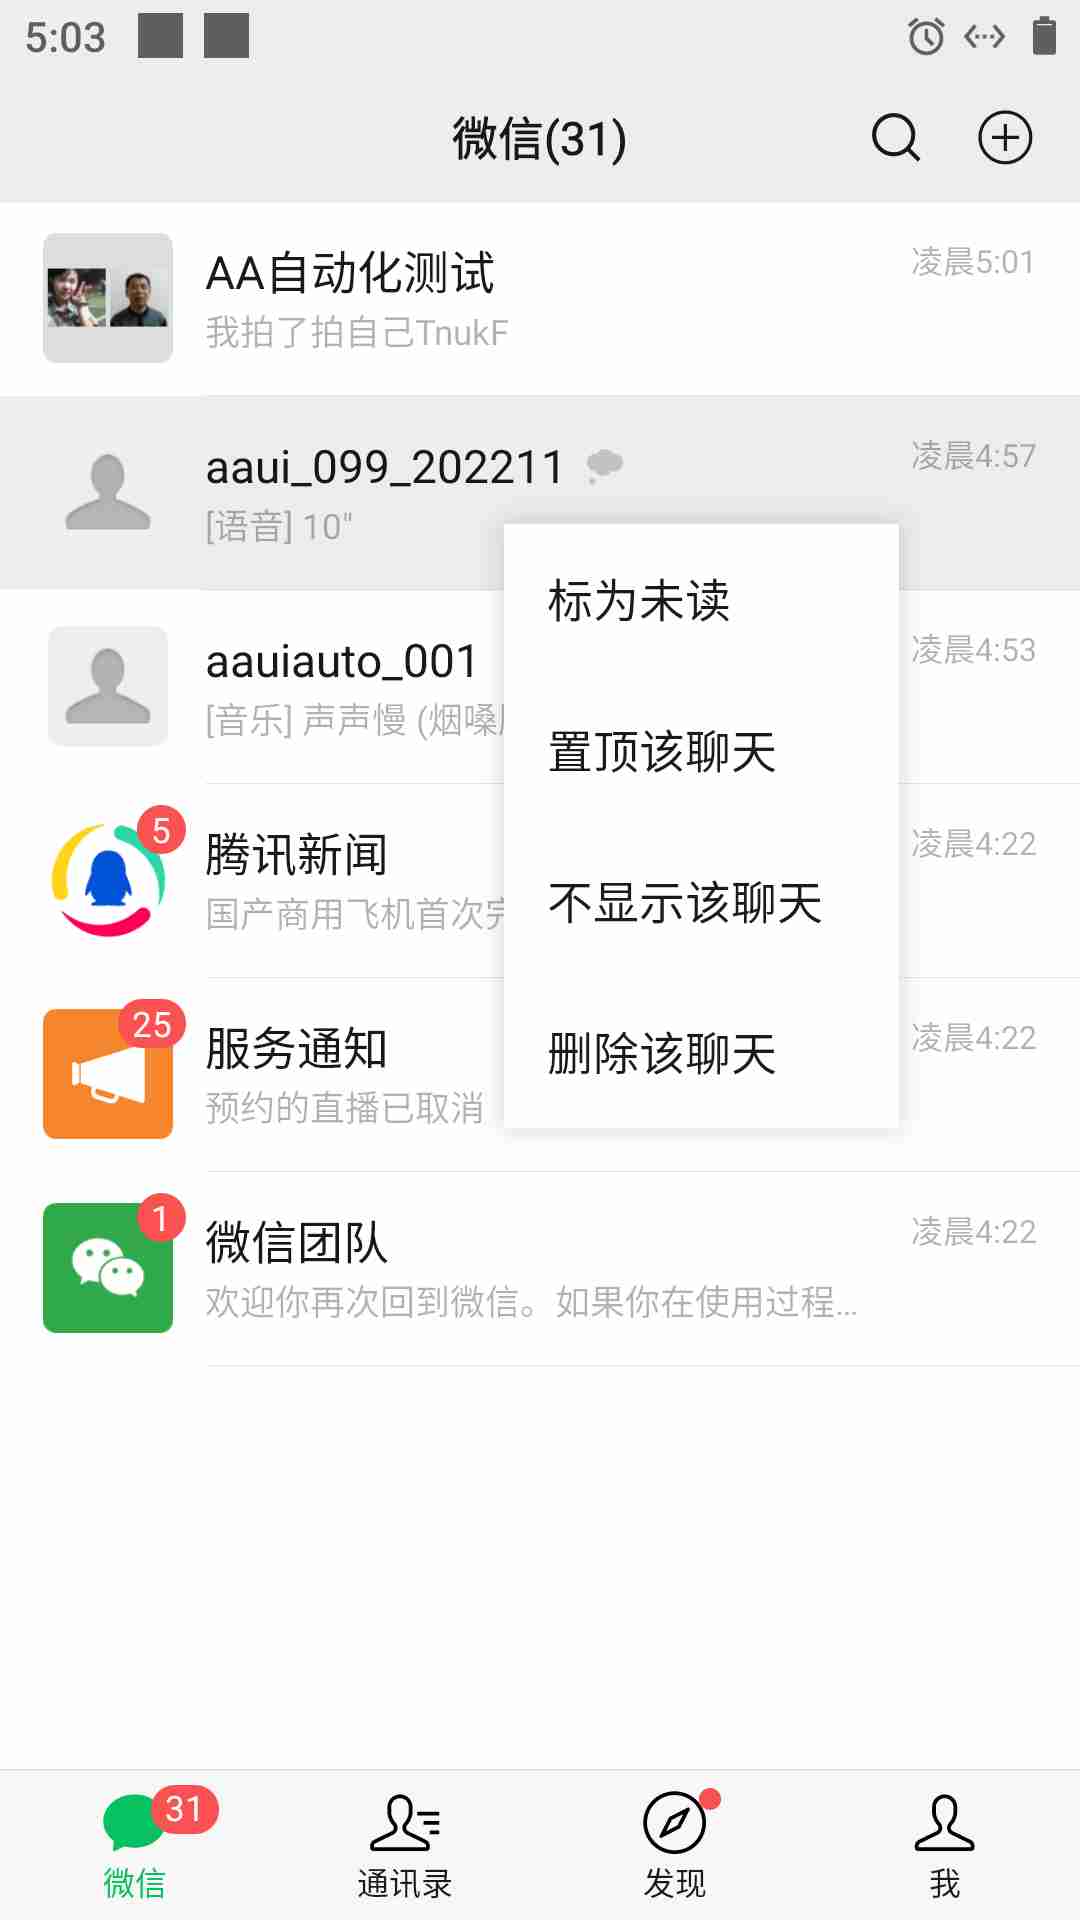 5:03
微信(31)
AA自动化测试
凌晨5:01
我拍了拍自己TnukF
aaui_099_202211
凌晨4:57
[语音] 10"
标为未读
aauiauto_001
凌晨4:53
[音乐] 声声慢 (烟嗓
置顶该聊天
5
腾讯新闻
凌晨4:22
国产商用飞机首次完
不显示该聊天
25
服务通知
凌晨4:22
预约的直播已取消
删除该聊天
1
微信团队
凌晨4:22
欢迎你再次回到微信。如果你在使用过程...
31
微信
通讯录
发现
我